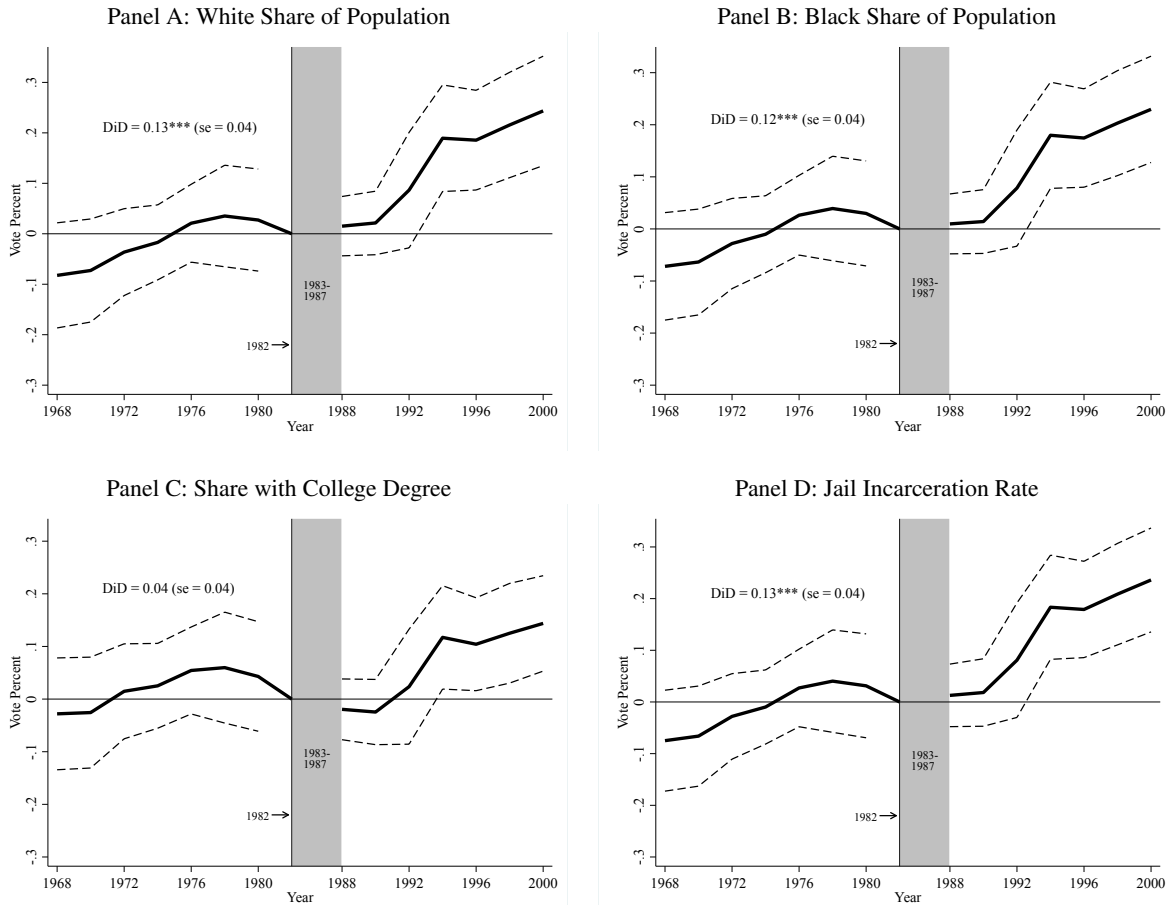 Panel A: White Share of Population
Vote Percent
.3
.2
.1
0
-.1
-.2
-.3
DiD = 0.13*** (se = 0.04)
1983-
1987
1982
1968 1972 1976 1980 1988 1992 1996 2000
Year
Panel B: Black Share of Population
Vote Percent
.3
.2
.1
0
-.1
-.2
-.3
DiD = 0.12*** (se = 0.04)
1983-
1987
1982
1968 1972 1976 1980 1988 1992 1996 2000
Year
Panel C: Share with College Degree
Vote Percent
.3
.2
.1
0
-.1
-.2
-.3
DiD = 0.04 (se = 0.04)
1983-
1987
1982
1968 1972 1976 1980 1988 1992 1996 2000
Year
Panel D: Jail Incarceration Rate
Vote Percent
.3
.2
.1
0
-.1
-.2
-.3
DiD = 0.13*** (se = 0.04)
1983-
1987
1982
1968 1972 1976 1980 1988 1992 1996 2000
Year